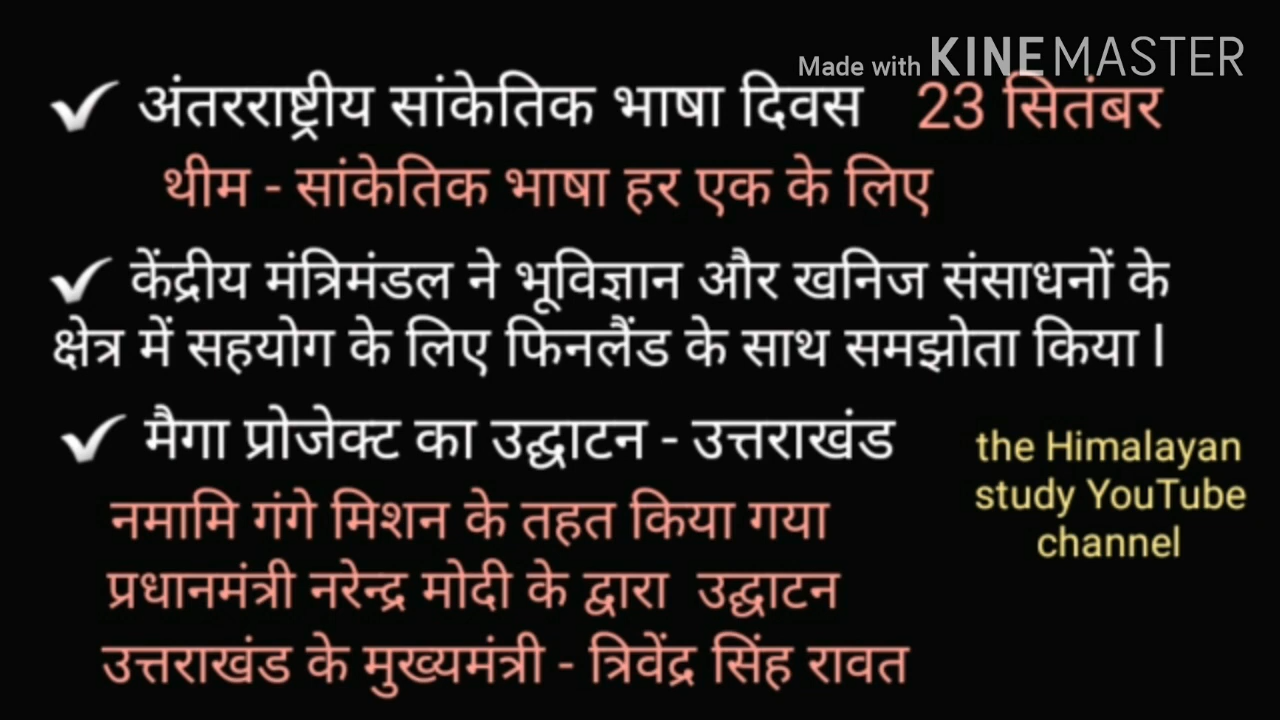 Made with KINEMASTER
✓ अंतरराष्ट्रीय सांकेतिक भाषा दिवस 23 सितंबर
थीम - सांकेतिक भाषा हर एक के लिए
✓ केंद्रीय मंत्रिमंडल ने भूविज्ञान और खनिज संसाधनों के
क्षेत्र में सहयोग के लिए फिनलैंड के साथ समझोता किया l
✓ मैगा प्रोजेक्ट का उद्घाटन - उत्तराखंड
नमामि गंगे मिशन के तहत किया गया
प्रधानमंत्री नरेन्द्र मोदी के द्वारा उद्घाटन
उत्तराखंड के मुख्यमंत्री - त्रिवेंद्र सिंह रावत
the Himalayan
study YouTube
channel